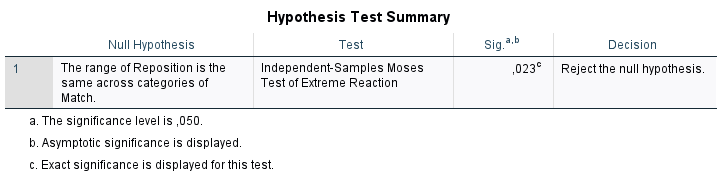 Hypothesis Test Summary
Null Hypothesis Test Sig.a,b Decision
1 The range of Reposition is the same across categories of Match. Independent-Samples Moses Test of Extreme Reaction ,023c Reject the null hypothesis.
a. The significance level is ,050.
b. Asymptotic significance is displayed.
c. Exact significance is displayed for this test.